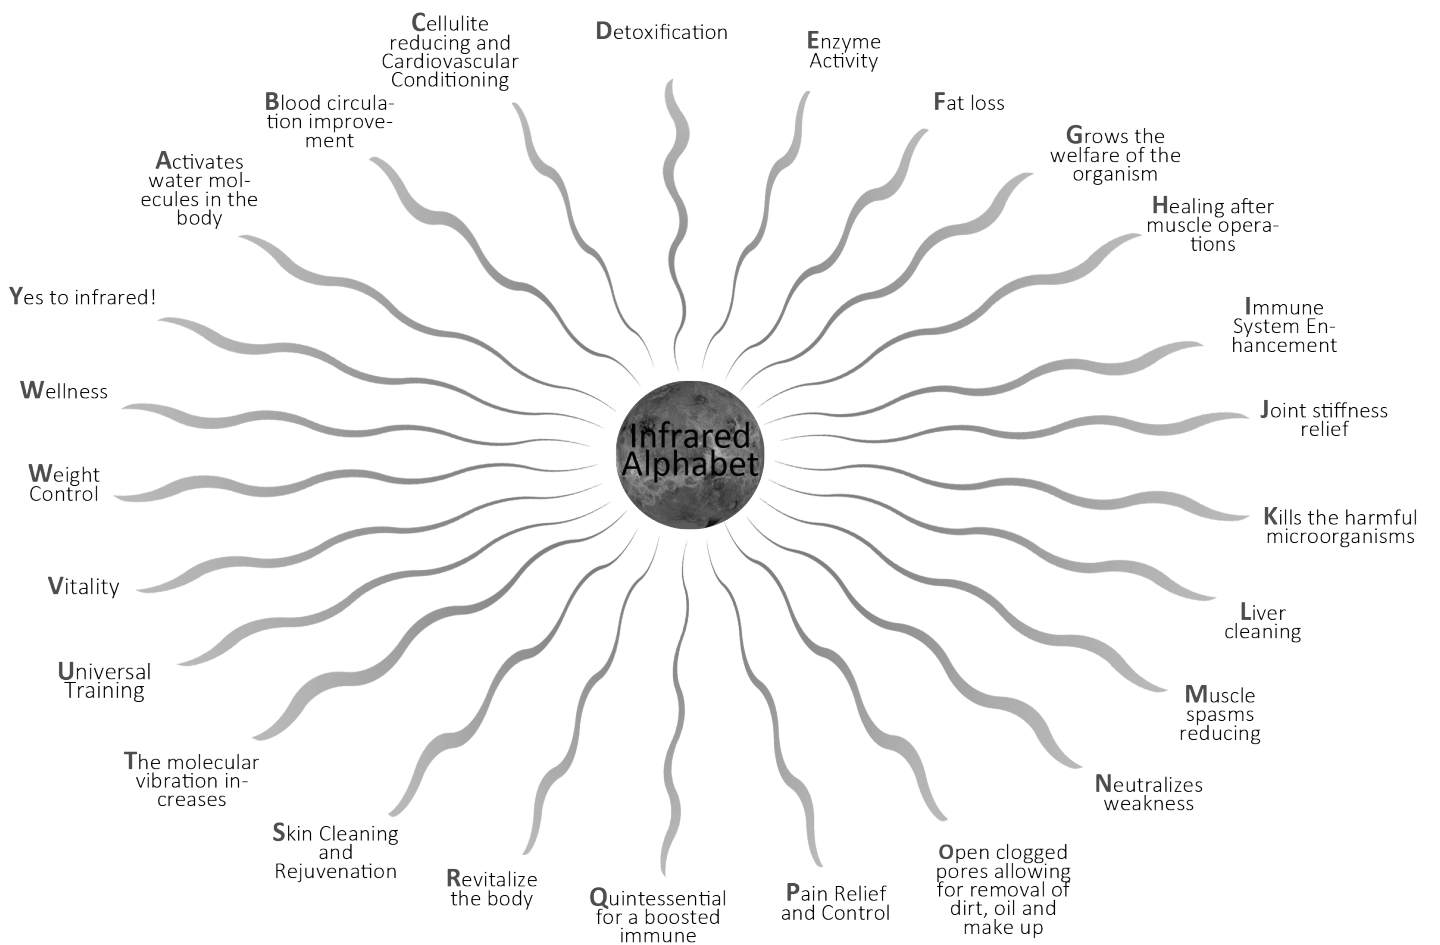 Infrared
Alphabet
Activates
water mol-
ecules in the
body
Blood circula-
tion improve-
ment
Cellulite
reducing and
Cardiovascular
Conditioning
Detoxification
Enzyme
Activity
Fat loss
Grows the
welfare of the
organism
Healing after
muscle opera-
tions
Immune
System En-
hancement
Joint stiffness
relief
Kills the harmful
microorganisms
Liver
cleaning
Muscle
spasms
reducing
Neutralizes
weakness
Open clogged
pores allowing
for removal of
dirt, oil and
make up
Pain Relief
and Control
Quintessential
for a boosted
immune
Revitalize
the body
Skin Cleaning
and
Rejuvenation
The molecular
vibration in-
creases
Universal
Training
Vitality
Weight
Control
Wellness
Yes to infrared!